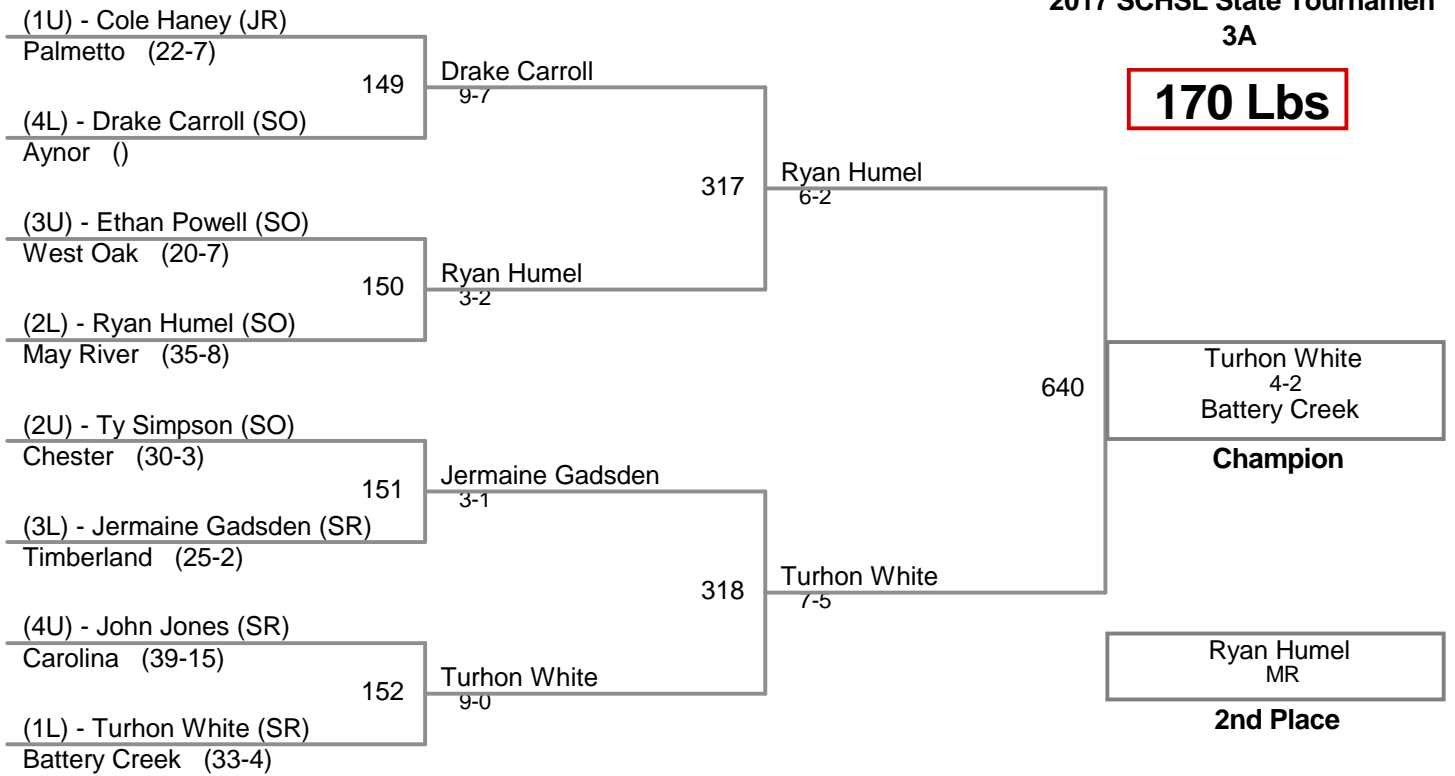 2017 SCHSL State Tournamen
3A
170 Lbs
(1U) - Cole Haney (JR)
Palmetto (22-7)
149
Drake Carroll
9-7
(4L) - Drake Carroll (SO)
Aynor ()
317
Ryan Humel
6-2
(3U) - Ethan Powell (SO)
West Oak (20-7)
150
Ryan Humel
3-2
(2L) - Ryan Humel (SO)
May River (35-8)
640
Turhon White
4-2
Battery Creek
Champion
(2U) - Ty Simpson (SO)
Chester (30-3)
151
Jermaine Gadsden
3-1
(3L) - Jermaine Gadsden (SR)
Timberland (25-2)
318
Turhon White
7-5
(4U) - John Jones (SR)
Carolina (39-15)
152
Turhon White
9-0
(1L) - Turhon White (SR)
Battery Creek (33-4)
Ryan Humel
MR
2nd Place